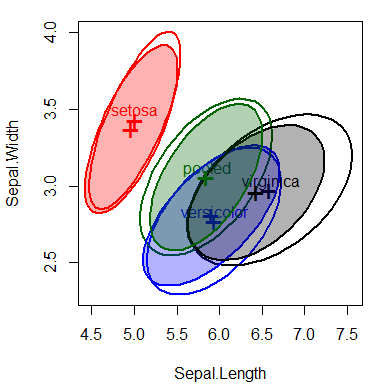 4.0
3.5
3.0
2.5
Sepal.Width
setosa
pooled
virginica
versicolor
4.5 5.0 5.5 6.0 6.5 7.0 7.5
Sepal.Length